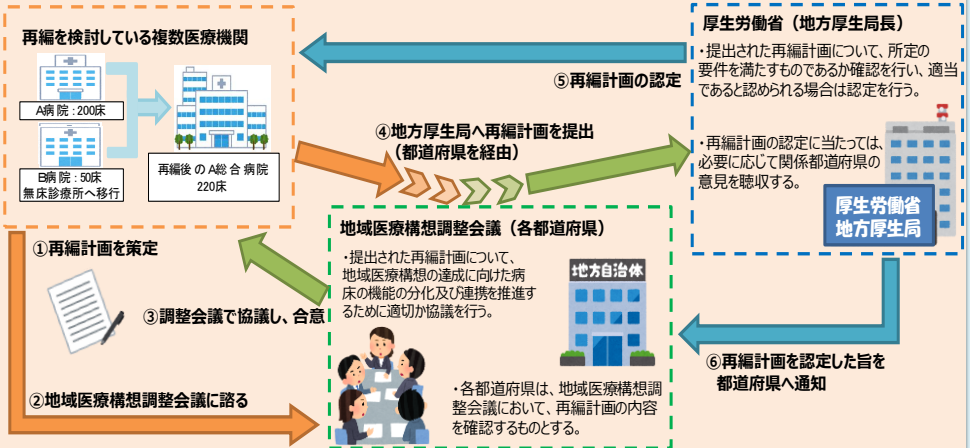 再編を検討している複数医療機関
A病院：200床
B病院：50床
無床診療所へ移行
再編後のA総合病院
220床
厚生労働省（地方厚生局長）
・提出された再編計画について、所定の
要件を満たすものであるか確認を行い、適当
であると認められる場合は認定を行う。
・再編計画の認定に当たっては、
必要に応じて関係都道府県の
意見を聴収する。
厚生労働省
地方厚生局
⑤再編計画の認定
④地方厚生局へ再編計画を提出
（都道府県を経由）
①再編計画を策定
③調整会議で協議し、合意
②地域医療構想調整会議に諮る
地域医療構想調整会議（各都道府県）
・提出された再編計画について、
地域医療構想の達成に向けた病
床の機能の分化及び連携を推進す
るために適切か協議を行う。
地方自治体
・各都道府県は、地域医療構想調
整会議において、再編計画の内容
を確認するものとする。
⑥再編計画を認定した旨を
都道府県へ通知